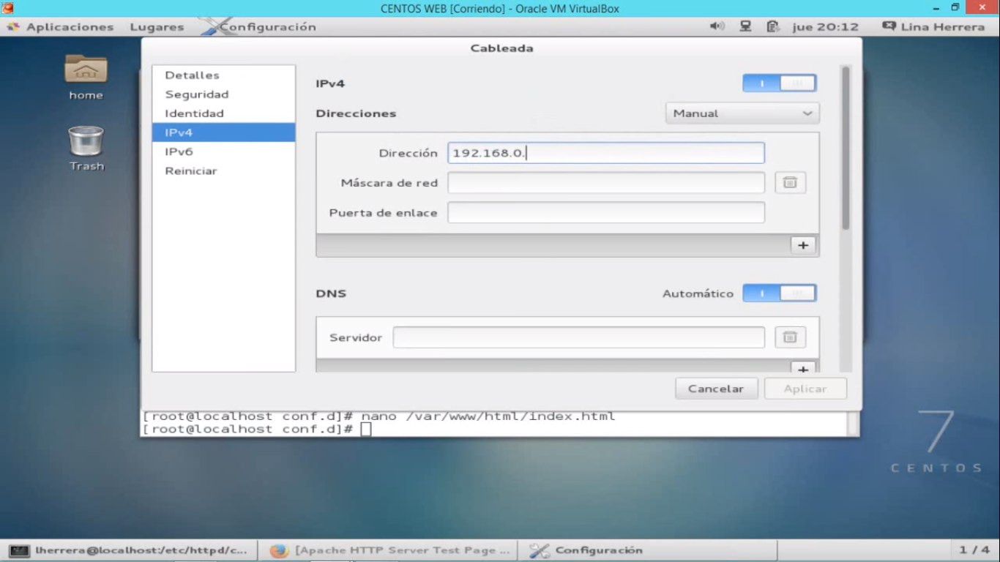 CENTOS WEB [Corriendo] - Oracle VM VirtualBox
Aplicaciones Lugares Configuración jue 20:12 Lina Herrera
Cableada
home
Trash
Detalles
Seguridad
Identidad
IPv4
IPv6
Reiniciar
IPv4
Direcciones Manual
Dirección 192.168.0.
Máscara de red
Puerta de enlace
+
DNS Automático
Servidor
+
Cancelar Aplicar
[root@localhost conf.d]# nano /var/www/html/index.html
[root@localhost conf.d]#
7
CENTOS
lherrera@localhost:/etc/httpd/c... [Apache HTTP Server Test Page ... Configuración 1 / 4